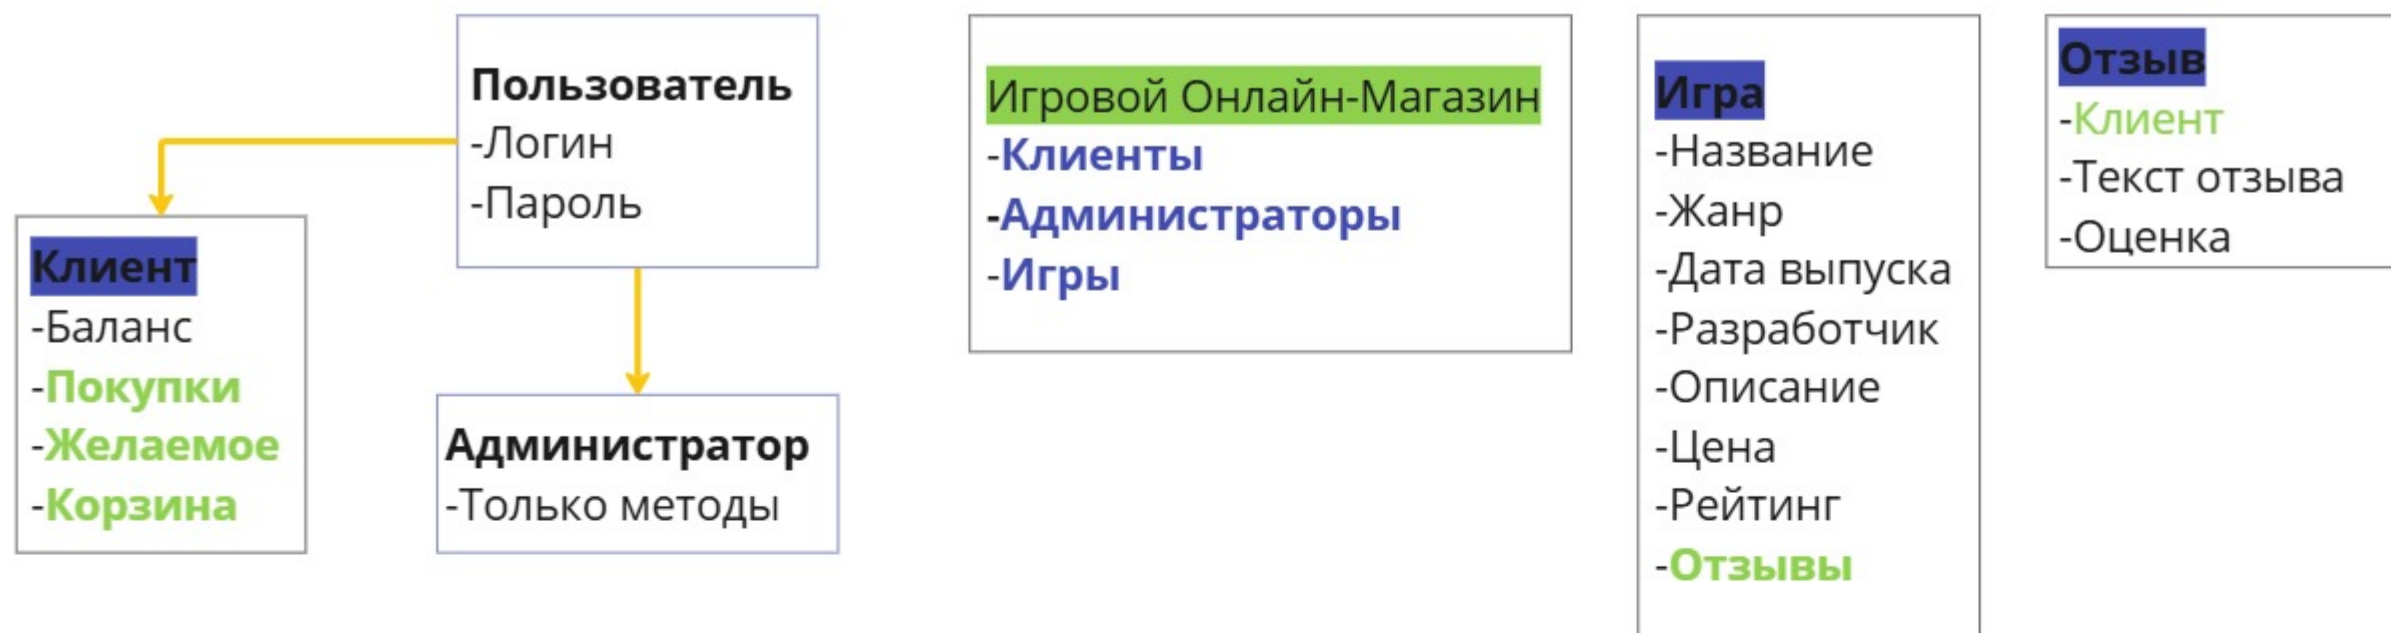 Пользователь
-Логин
-Пароль
Клиент
-Баланс
-Покупки
-Желаемое
-Корзина
Администратор
-Только методы
Игровой Онлайн-Магазин
-Клиенты
-Администраторы
-Игры
Игра
-Название
-Жанр
-Дата выпуска
-Разработчик
-Описание
-Цена
-Рейтинг
-Отзывы
Отзыв
-Клиент
-Текст отзыва
-Оценка